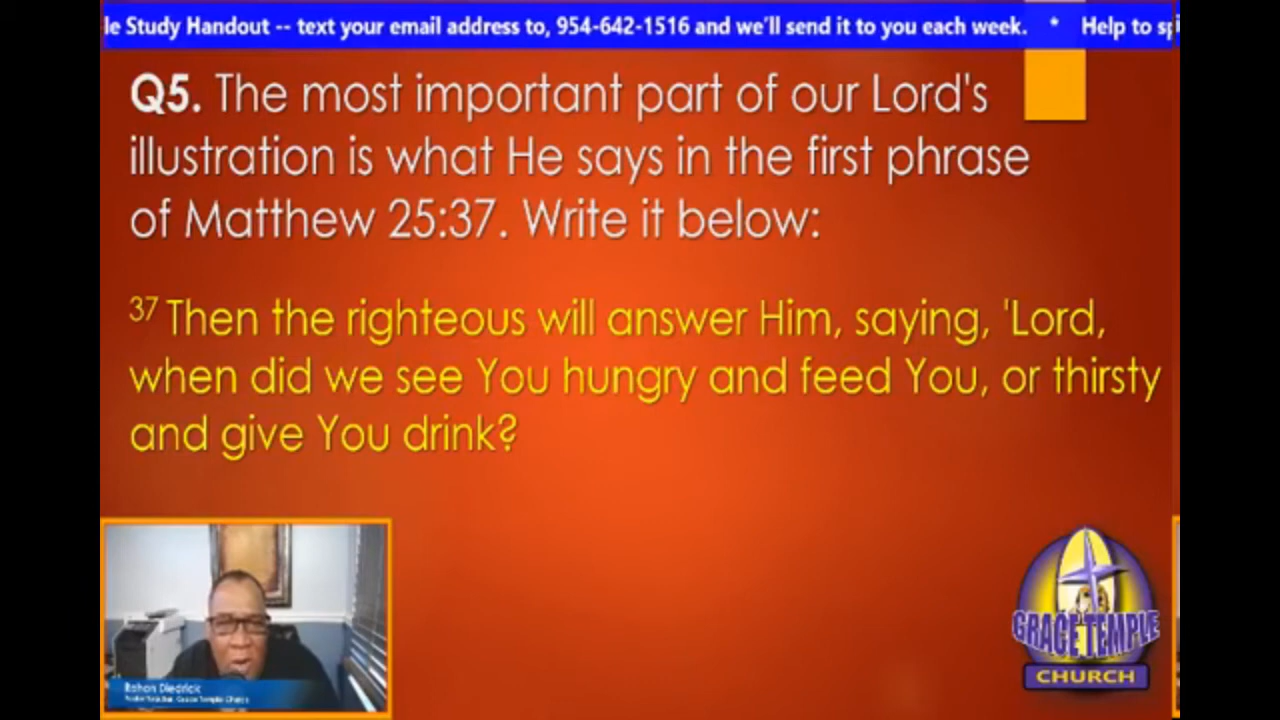 le Study Handout -- text your email address to, 954-642-1516 and we'll send it to you each week. * Help to sp
Q5. The most important part of our Lord's
illustration is what He says in the first phrase
of Matthew 25:37. Write it below:
37 Then the righteous will answer Him, saying, 'Lord,
when did we see You hungry and feed You, or thirsty
and give You drink?
Rohan Diedrick
GRACE TEMPLE
CHURCH